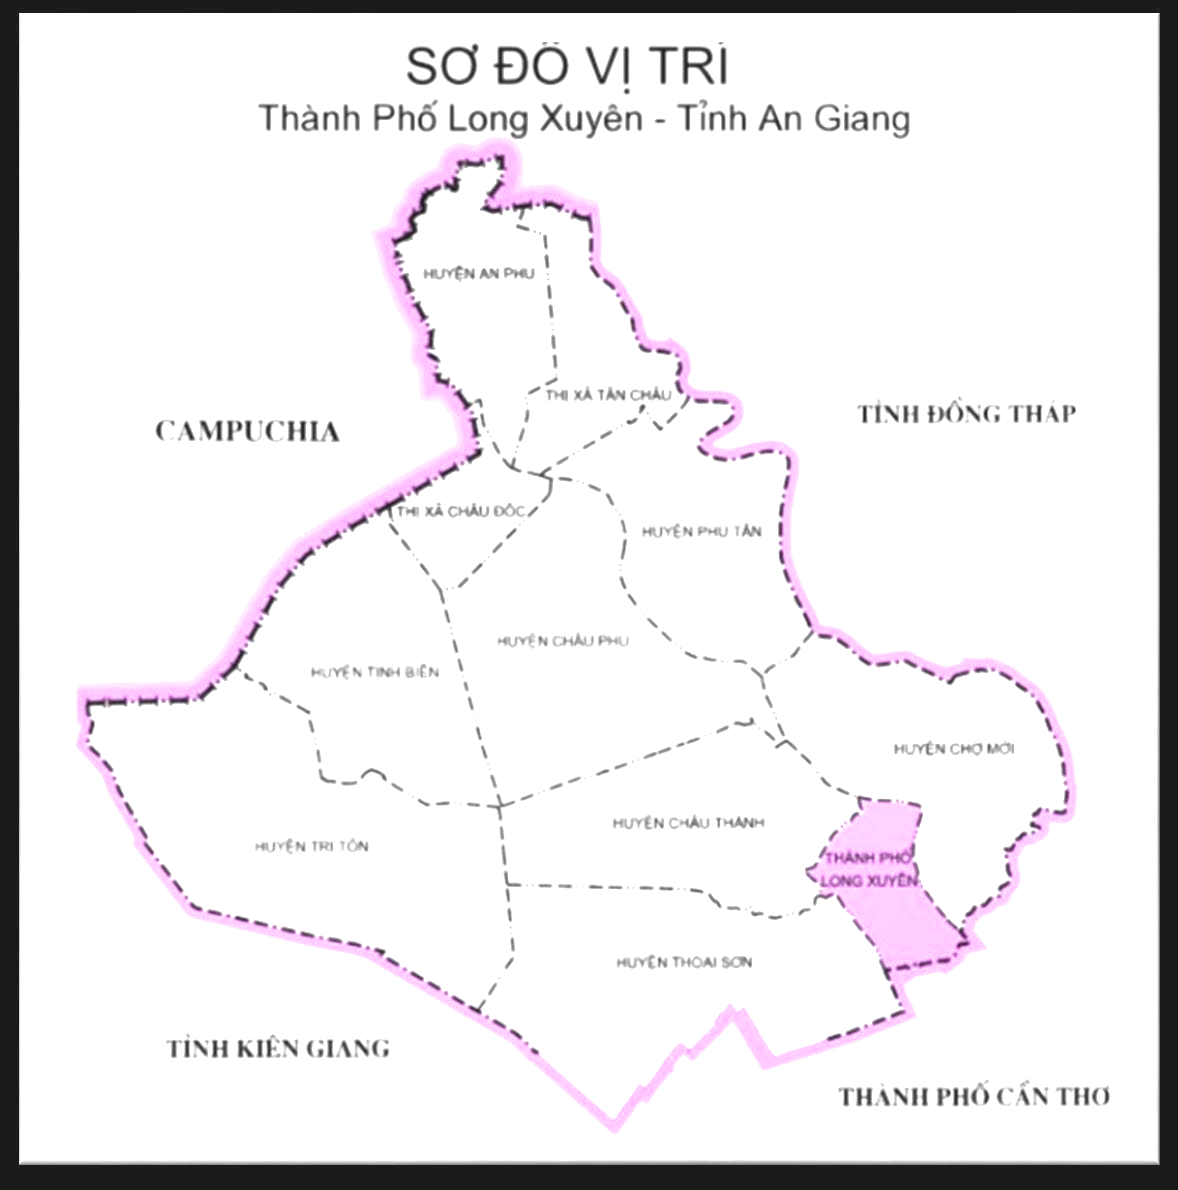 SƠ ĐỒ VỊ TRÍ
Thành Phố Long Xuyên - Tỉnh An Giang
HUYỆN AN PHU
THỊ XÃ TÂN CHÂU
CAMPUCHIA
TỈNH ĐỒNG THÁP
THỊ XÃ CHÂU ĐỐC
HUYỆN PHU TÂN
HUYỆN CHÂU PHU
HUYỆN TỊNH BIÊN
HUYỆN CHỢ MỚI
HUYỆN CHÂU THÀNH
HUYỆN TRI TÔN
THÀNH PHỐ
LONG XUYÊN
HUYỆN THOẠI SƠN
TỈNH KIÊN GIANG
THÀNH PHỐ CẦN THƠ